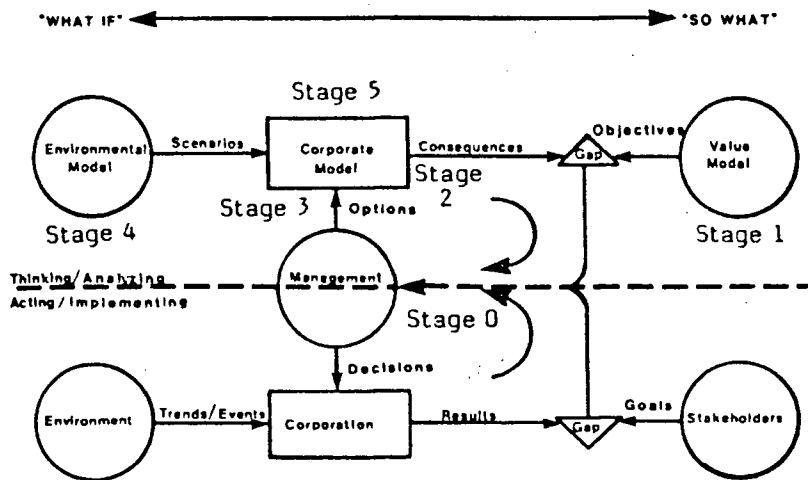 "WHAT IF" "SO WHAT"
Stage 5
Environmental
Model
Scenarios
Corporate
Model
Consequences
Gap
Objectives
Value
Model
Stage 4
Stage 3
Options
Stage
2
Stage 1
Thinking/Analyzing
Acting/Implementing
Management
Stage 0
Decisions
Environment
Trends/Events
Corporation
Results
Gap
Goals
Stakeholders